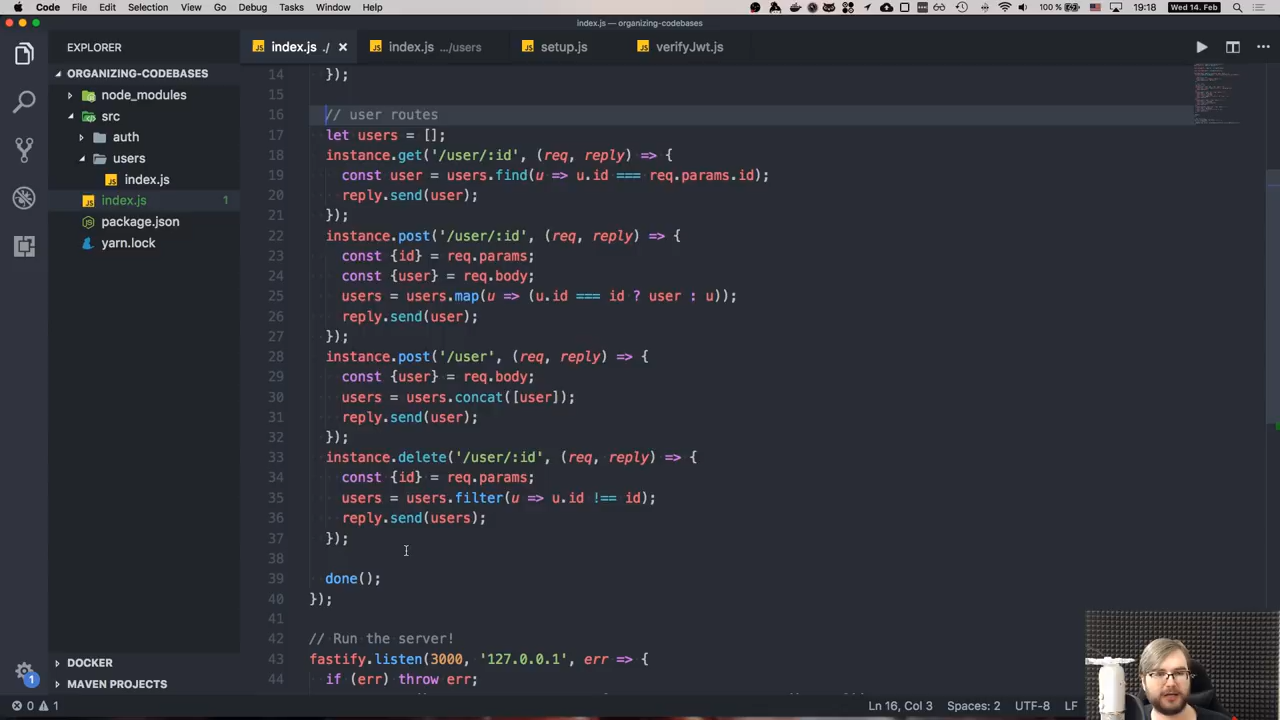 Code File Edit Selection View Go Debug Tasks Window Help 19:18 Wed 14. Feb
index.js — organizing-codebases
EXPLORER
index.js ./
index.js .../users
setup.js
verifyJwt.js
ORGANIZING-CODEBASES
node_modules
src
auth
users
index.js
index.js 1
package.json
yarn.lock
DOCKER
MAVEN PROJECTS
14 });
15
16 // user routes
17 let users = [];
18 instance.get('/user/:id', (req, reply) => {
19 const user = users.find(u => u.id === req.params.id);
20 reply.send(user);
21 });
22 instance.post('/user/:id', (req, reply) => {
23 const {id} = req.params;
24 const {user} = req.body;
25 users = users.map(u => (u.id === id ? user : u));
26 reply.send(user);
27 });
28 instance.post('/user', (req, reply) => {
29 const {user} = req.body;
30 users = users.concat([user]);
31 reply.send(user);
32 });
33 instance.delete('/user/:id', (req, reply) => {
34 const {id} = req.params;
35 users = users.filter(u => u.id !== id);
36 reply.send(users);
37 });
38
39 done();
40 });
41
42 // Run the server!
43 fastify.listen(3000, '127.0.0.1', err => {
44 if (err) throw err;
1
0 1 Ln 16, Col 3 Spaces: 2 UTF-8 LF